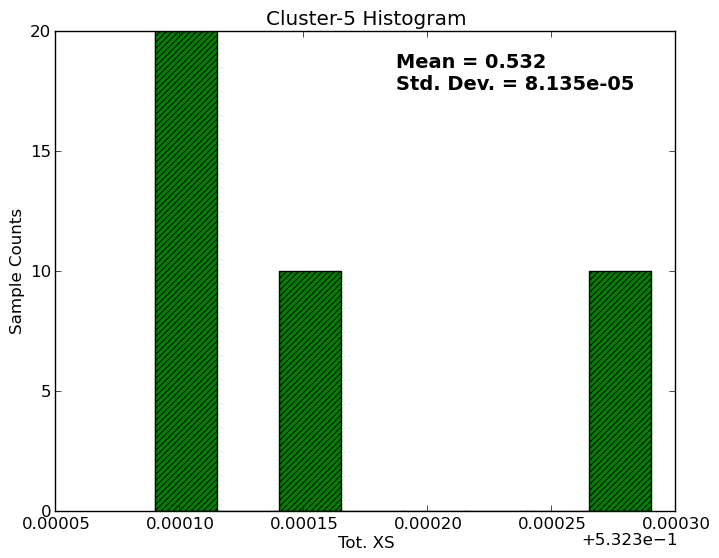 Cluster-5 Histogram
Mean = 0.532
Std. Dev. = 8.135e-05
20
15
10
5
0
Sample Counts
0.00005 0.00010 0.00015 0.00020 0.00025 0.00030
Tot. XS
+5.323e−1